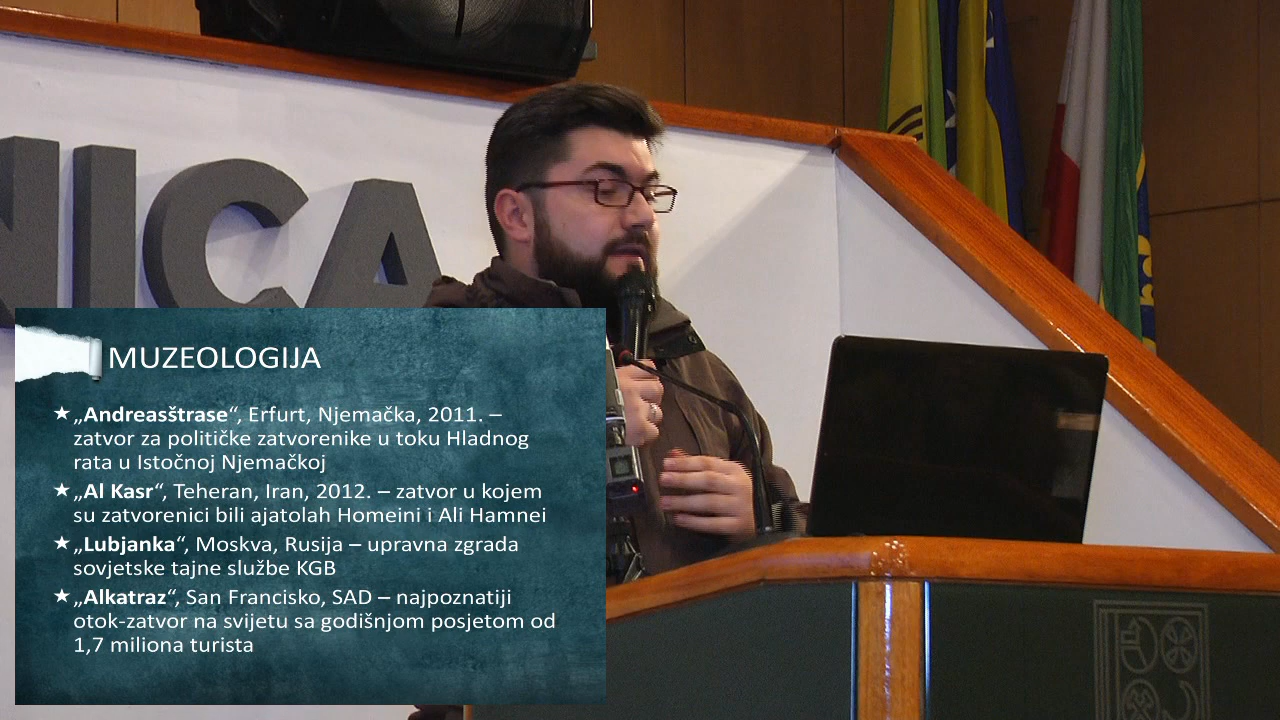 NICA
MUZEOLOGIJA
★„Andreasštrase“, Erfurt, Njemačka, 2011. –
zatvor za političke zatvorenike u toku Hladnog
rata u Istočnoj Njemačkoj
★„Al Kasr“, Teheran, Iran, 2012. – zatvor u kojem
su zatvorenici bili ajatolah Homeini i Ali Hamnei
★„Lubjanka“, Moskva, Rusija – upravna zgrada
sovjetske tajne službe KGB
★„Alkatraz“, San Francisko, SAD – najpoznatiji
otok-zatvor na svijetu sa godišnjom posjetom od
1,7 miliona turista